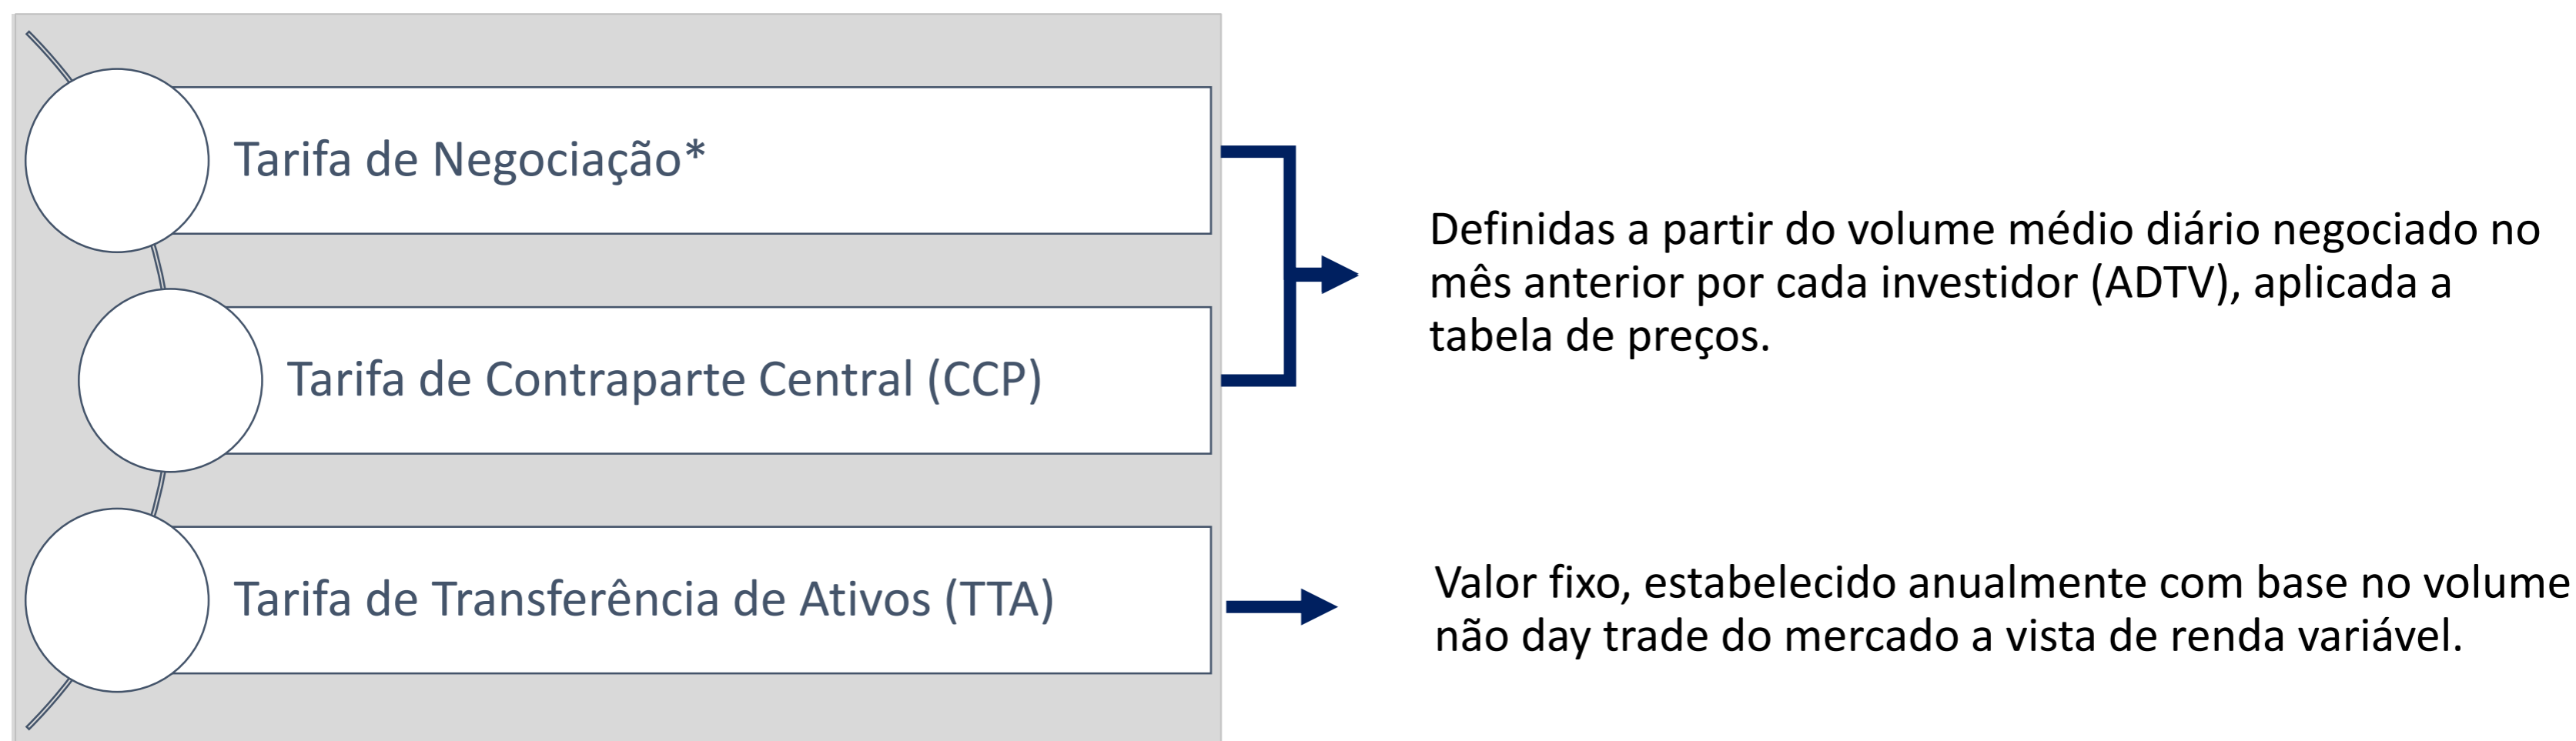 Tarifa de Negociação*
Tarifa de Contraparte Central (CCP)
Tarifa de Transferência de Ativos (TTA)
Definidas a partir do volume médio diário negociado no
mês anterior por cada investidor (ADTV), aplicada a
tabela de preços.
Valor fixo, estabelecido anualmente com base no volume
não day trade do mercado a vista de renda variável.